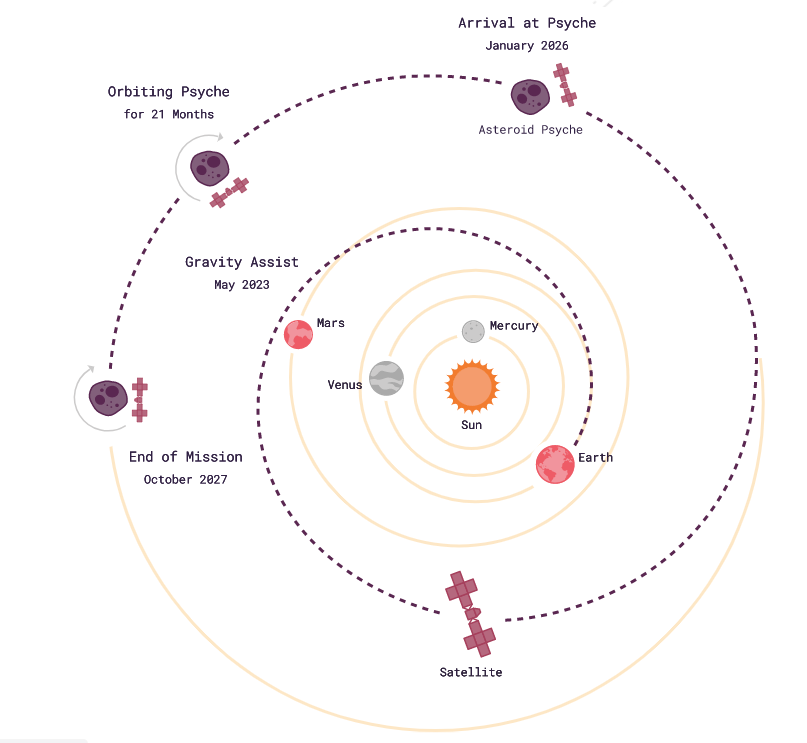 Arrival at Psyche
January 2026
Orbiting Psyche
for 21 Months
Asteroid Psyche
Gravity Assist
May 2023
Mars
Mercury
Venus
Sun
End of Mission
October 2027
Earth
Satellite